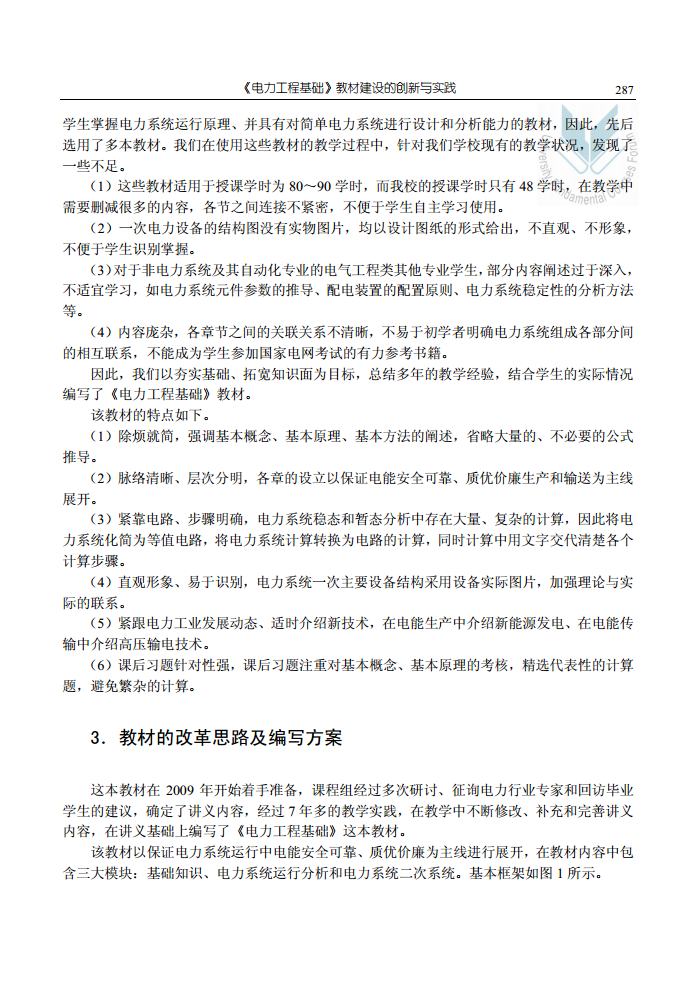 《电力工程基础》教材建设的创新与实践 287
学生掌握电力系统运行原理、并具有对简单电力系统进行设计和分析能力的教材，因此，先后
选用了多本教材。我们在使用这些教材的教学过程中，针对我们学校现有的教学状况，发现了
一些不足。
（1）这些教材适用于授课学时为 80～90 学时，而我校的授课学时只有 48 学时，在教学中
需要删减很多的内容，各节之间连接不紧密，不便于学生自主学习使用。
（2）一次电力设备的结构图没有实物图片，均以设计图纸的形式给出，不直观、不形象，
不便于学生识别掌握。
（3）对于非电力系统及其自动化专业的电气工程类其他专业学生，部分内容阐述过于深入，
不适宜学习，如电力系统元件参数的推导、配电装置的配置原则、电力系统稳定性的分析方法
等。
（4）内容庞杂，各章节之间的关联关系不清晰，不易于初学者明确电力系统组成各部分间
的相互联系，不能成为学生参加国家电网考试的有力参考书籍。
因此，我们以夯实基础、拓宽知识面为目标，总结多年的教学经验，结合学生的实际情况
编写了《电力工程基础》教材。
该教材的特点如下。
（1）除烦就简，强调基本概念、基本原理、基本方法的阐述，省略大量的、不必要的公式
推导。
（2）脉络清晰、层次分明，各章的设立以保证电能安全可靠、质优价廉生产和输送为主线
展开。
（3）紧靠电路、步骤明确，电力系统稳态和暂态分析中存在大量、复杂的计算，因此将电
力系统化简为等值电路，将电力系统计算转换为电路的计算，同时计算中用文字交代清楚各个
计算步骤。
（4）直观形象、易于识别，电力系统一次主要设备结构采用设备实际图片，加强理论与实
际的联系。
（5）紧跟电力工业发展动态、适时介绍新技术，在电能生产中介绍新能源发电、在电能传
输中介绍高压输电技术。
（6）课后习题针对性强，课后习题注重对基本概念、基本原理的考核，精选代表性的计算
题，避免繁杂的计算。
3．教材的改革思路及编写方案
这本教材在 2009 年开始着手准备，课程组经过多次研讨、征询电力行业专家和回访毕业
学生的建议，确定了讲义内容，经过 7 年多的教学实践，在教学中不断修改、补充和完善讲义
内容，在讲义基础上编写了《电力工程基础》这本教材。
该教材以保证电力系统运行中电能安全可靠、质优价廉为主线进行展开，在教材内容中包
含三大模块：基础知识、电力系统运行分析和电力系统二次系统。基本框架如图 1 所示。